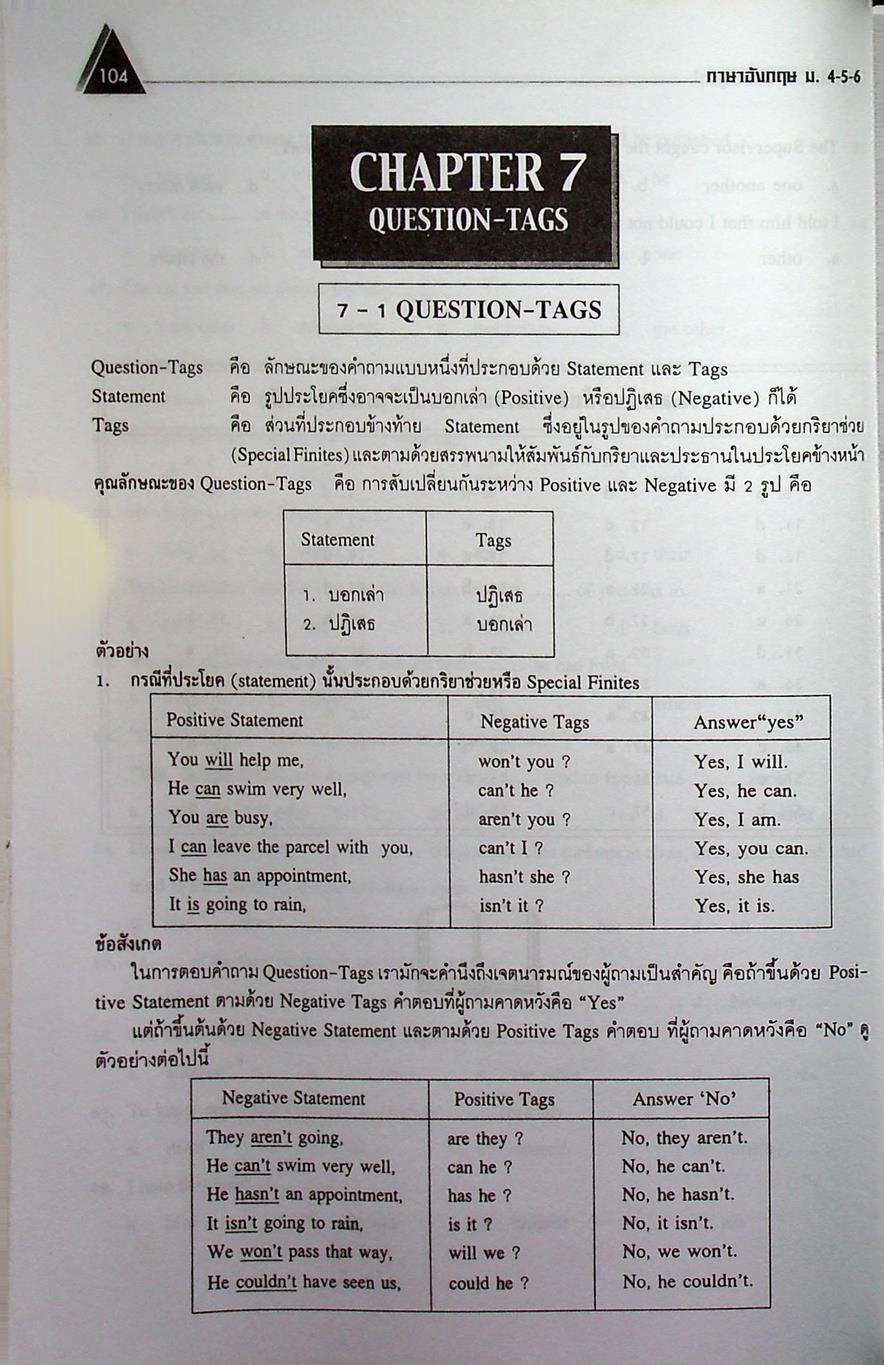 104
ภาษาอังกฤษ ม. 4-5-6
CHAPTER 7
QUESTION-TAGS
7 - 1 QUESTION-TAGS
Question-Tags คือ ลักษณะของคำถามแบบหนึ่งที่ประกอบด้วย Statement และ Tags
Statement คือ รูปประโยคซึ่งอาจจะเป็นบอกเล่า (Positive) หรือปฏิเสธ (Negative) ก็ได้
Tags คือ ส่วนที่ประกอบข้างท้าย Statement ซึ่งอยู่ในรูปของคำถามประกอบด้วยกริยาช่วย
(Special Finites) และตามด้วยสรรพนามให้สัมพันธ์กับกริยาและประธานในประโยคข้างหน้า
คุณลักษณะของ Question-Tags คือ การสับเปลี่ยนกันระหว่าง Positive และ Negative มี 2 รูป คือ
Statement Tags
1. บอกเล่า ปฏิเสธ
2. ปฏิเสธ บอกเล่า
ตัวอย่าง
1. กรณีที่ประโยค (statement) นั้นประกอบด้วยกริยาช่วยหรือ Special Finites
Positive Statement Negative Tags Answer“yes”
You will help me, won't you ? Yes, I will.
He can swim very well, can't he ? Yes, he can.
You are busy, aren't you ? Yes, I am.
I can leave the parcel with you, can't I ? Yes, you can.
She has an appointment, hasn't she ? Yes, she has
It is going to rain, isn't it ? Yes, it is.
ข้อสังเกต
ในการตอบคำถาม Question-Tags เรามักจะคำนึงถึงเจตนารมณ์ของผู้ถามเป็นสำคัญ คือถ้าขึ้นด้วย Posi-
tive Statement ตามด้วย Negative Tags คำตอบที่ผู้ถามคาดหวังคือ “Yes”
แต่ถ้าขึ้นต้นด้วย Negative Statement และตามด้วย Positive Tags คำตอบ ที่ผู้ถามคาดหวังคือ “No” ดู
ตัวอย่างต่อไปนี้
Negative Statement Positive Tags Answer ‘No’
They aren't going, are they ? No, they aren't.
He can't swim very well, can he ? No, he can't.
He hasn't an appointment, has he ? No, he hasn't.
It isn't going to rain, is it ? No, it isn't.
We won't pass that way, will we ? No, we won't.
He couldn't have seen us, could he ? No, he couldn't.